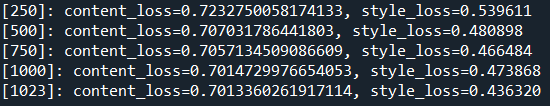 [250]: content_loss=0.7232750058174133, style_loss=0.539611
[500]: content_loss=0.707031786441803, style_loss=0.480898
[750]: content_loss=0.7057134509086609, style_loss=0.466484
[1000]: content_loss=0.7014729976654053, style_loss=0.473868
[1023]: content_loss=0.7013360261917114, style_loss=0.436320